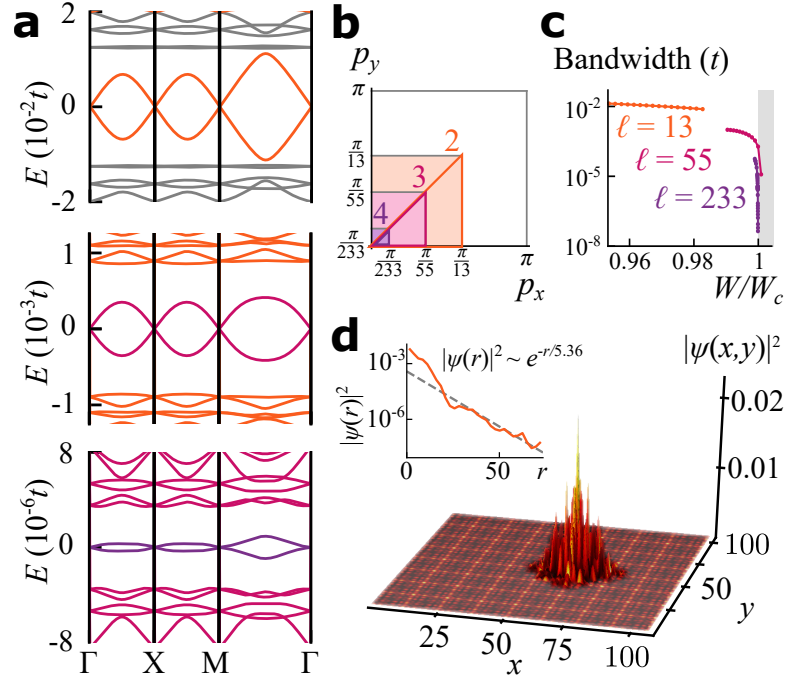 a
2
0
-2
E (10⁻²t)
1
0
-1
E (10⁻³t)
8
0
-8
E (10⁻⁶t)
Γ X M Γ
b
p_y
π
π/13
π/55
π/233
2
3
4
π/233 π/55 π/13 π
p_x
c
Bandwidth (t)
10⁻²
10⁻⁵
10⁻⁸
ℓ = 13
ℓ = 55
ℓ = 233
0.96 0.98 1
W/W_c
d
|ψ(r)|² ~ e^{-r/5.36}
10⁻³
10⁻⁶
|ψ(r)|²
0 50 r
|ψ(x,y)|²
0.02
0.01
100
50
y
25 50 75 100
x